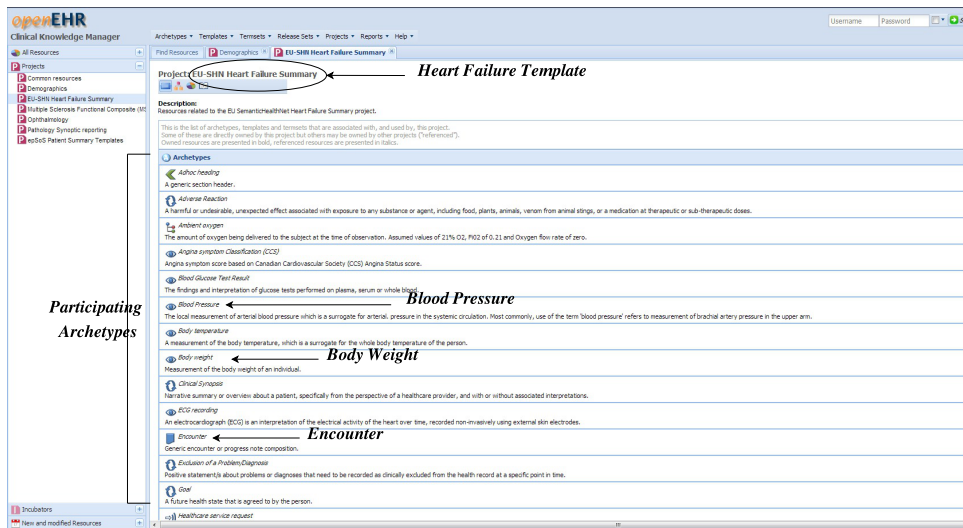 openEHR
Clinical Knowledge Manager
Username
Password
Archetypes
Templates
Termsets
Release Sets
Projects
Reports
Help
All Resources
Projects
Common resources
Demographics
EU-SHN Heart Failure Summary
Multiple Sclerosis Functional Composite (MS
Ophthalmology
Pathology Synoptic reporting
epSoS Patient Summary Templates
Incubators
New and modified Resources
Find Resources
Demographics
EU-SHN Heart Failure Summary
Project: EU-SHN Heart Failure Summary
Heart Failure Template
Description:
Resources related to the EU SemanticHealthNet Heart Failure Summary project.
This is the list of archetypes, templates and termsets that are associated with, and used by, this project.
Some of these are directly owned by this project but others may be owned by other projects ("referenced").
Owned resources are presented in bold, referenced resources are presented in italics.
Archetypes
Adhoc heading
A generic section header.
Adverse Reaction
A harmful or undesirable, unexpected effect associated with exposure to any substance or agent, including food, plants, animals, venom from animal stings, or a medication at therapeutic or sub-therapeutic doses.
Ambient oxygen
The amount of oxygen being delivered to the subject at the time of observation. Assumed values of 21% O2, FiO2 of 0.21 and Oxygen flow rate of zero.
Angina symptom Classification (CCS)
Angina symptom score based on Canadian Cardiovascular Society (CCS) Angina Status score.
Blood Glucose Test Result
The findings and interpretation of glucose tests performed on plasma, serum or whole blood.
Blood Pressure
Blood Pressure
The local measurement of arterial blood pressure which is a surrogate for arterial. pressure in the systemic circulation. Most commonly, use of the term 'blood pressure' refers to measurement of brachial artery pressure in the upper arm.
Participating
Archetypes
Body temperature
A measurement of the body temperature, which is a surrogate for the whole body temperature of the person.
Body weight
Body Weight
Measurement of the body weight of an individual.
Clinical Synopsis
Narrative summary or overview about a patient, specifically from the perspective of a healthcare provider, and with or without associated interpretations.
ECG recording
An electrocardiograph (ECG) is an interpretation of the electrical activity of the heart over time, recorded non-invasively using external skin electrodes.
Encounter
Encounter
Generic encounter or progress note composition.
Exclusion of a Problem/Diagnosis
Positive statement/s about problems or diagnoses that need to be recorded as clinically excluded from the health record at a specific point in time.
Goal
A future health state that is agreed to by the person.
Healthcare service request